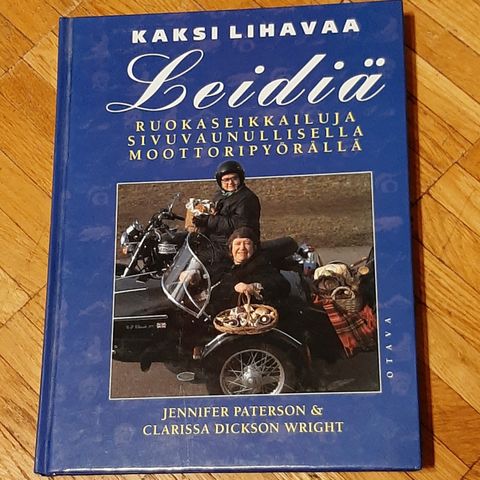 KAKSI LIHAVAA
Leidiä
RUOKASEIKKAILUJA
SIVUVAUNULLISELLA
MOOTTORIPYÖRÄLLÄ
JENNIFER PATERSON &
CLARISSA DICKSON WRIGHT
OTAVA